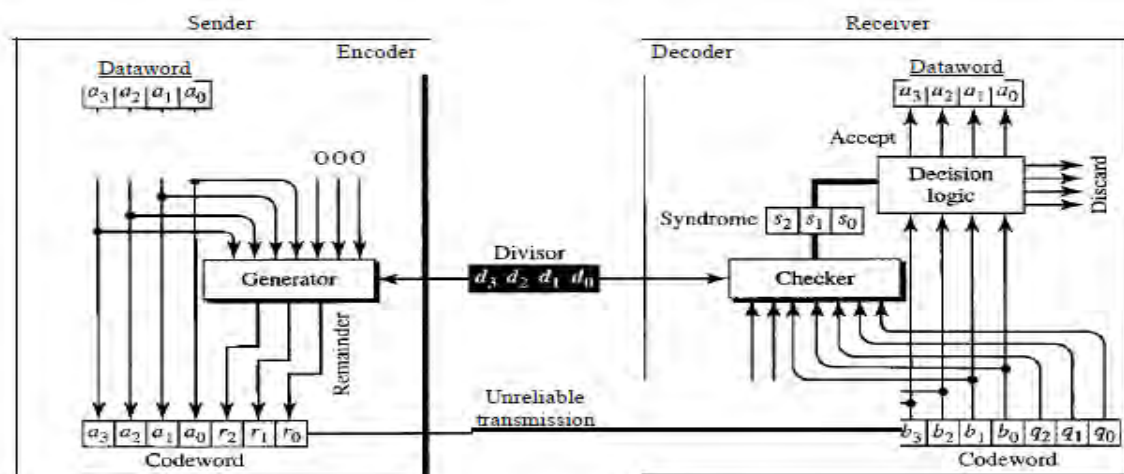 Sender
Receiver
Encoder
Decoder
Dataword
a3 a2 a1 a0
Dataword
a3 a2 a1 a0
Accept
OOO
Decision
logic
Discard
Syndrome s2 s1 s0
Divisor
d3 d2 d1 d0
Generator
Checker
Remainder
Unreliable
transmission
a3 a2 a1 a0 r2 r1 r0
Codeword
b3 b2 b1 b0 q2 q1 q0
Codeword